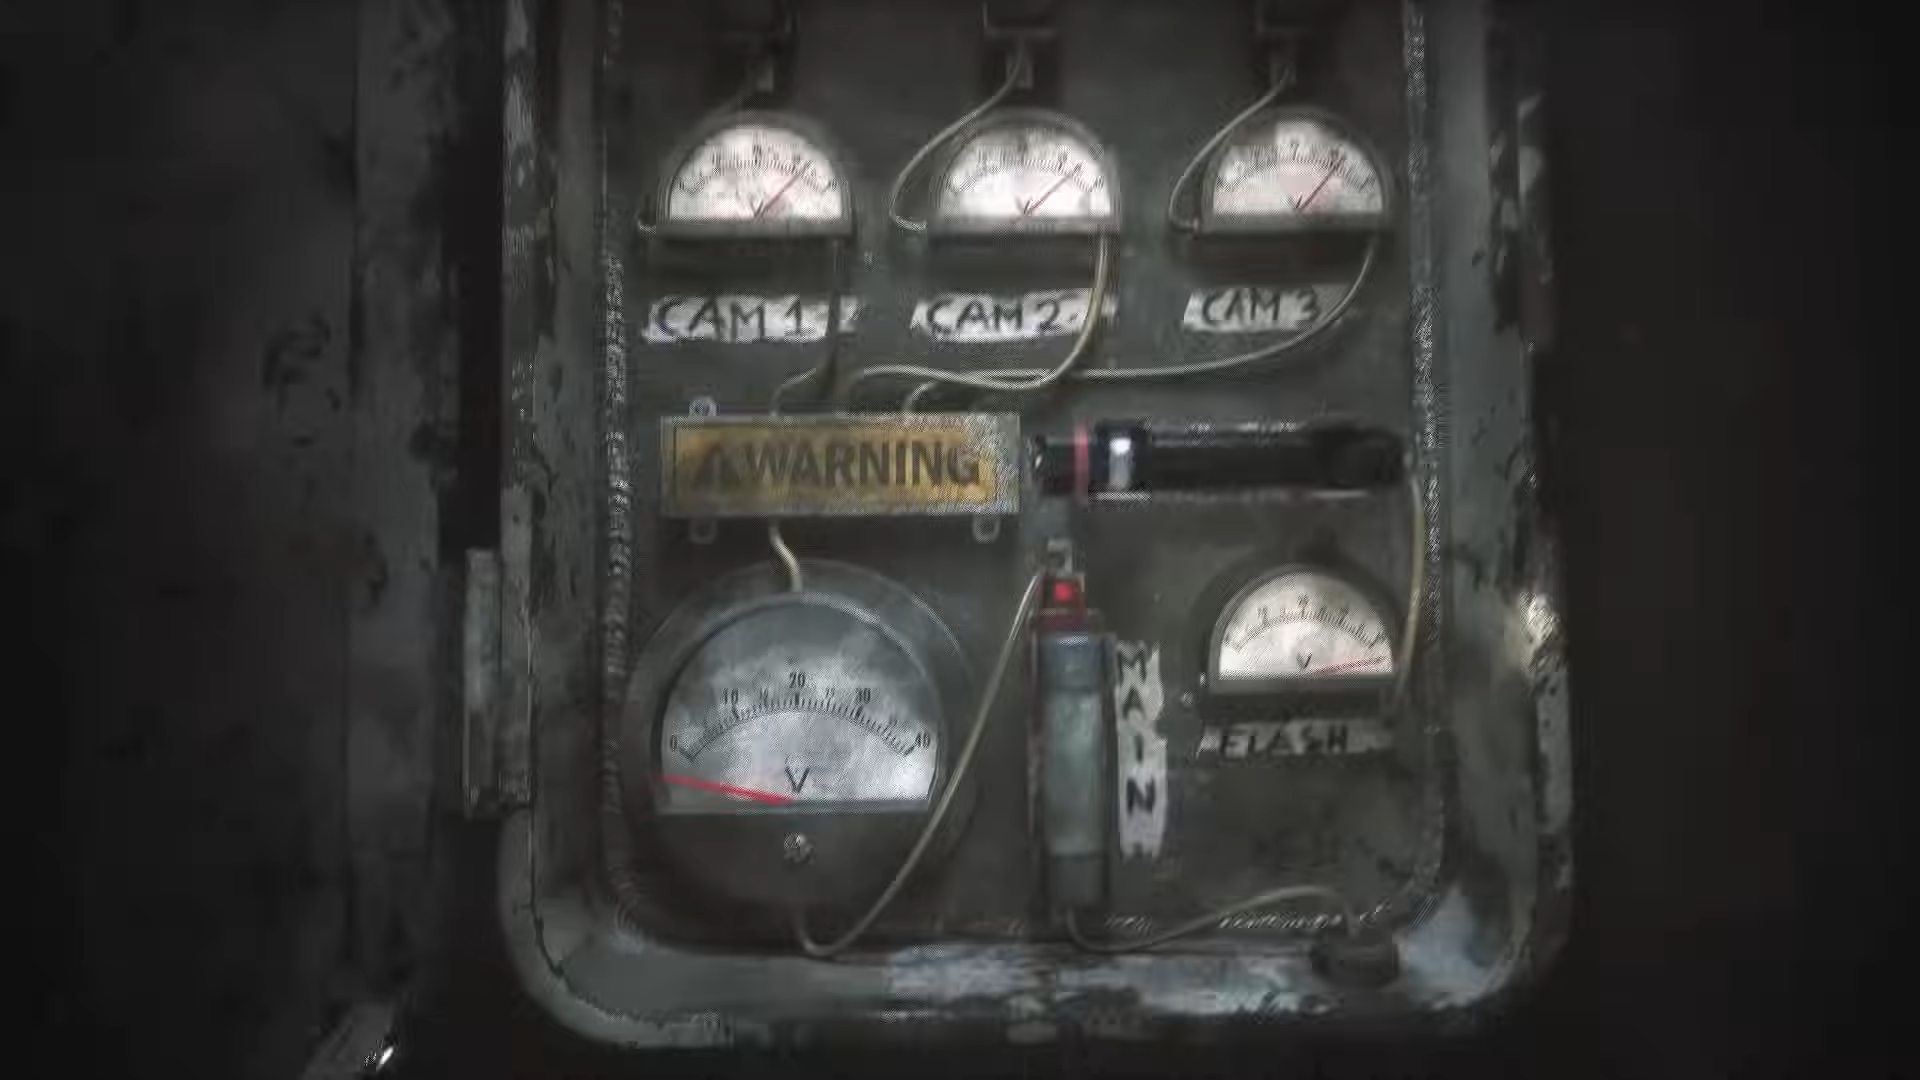 V
V
V
CAM 1
CAM 2
CAM 3
WARNING
0 10 20 30 40
V
MAIN
V
FLASH